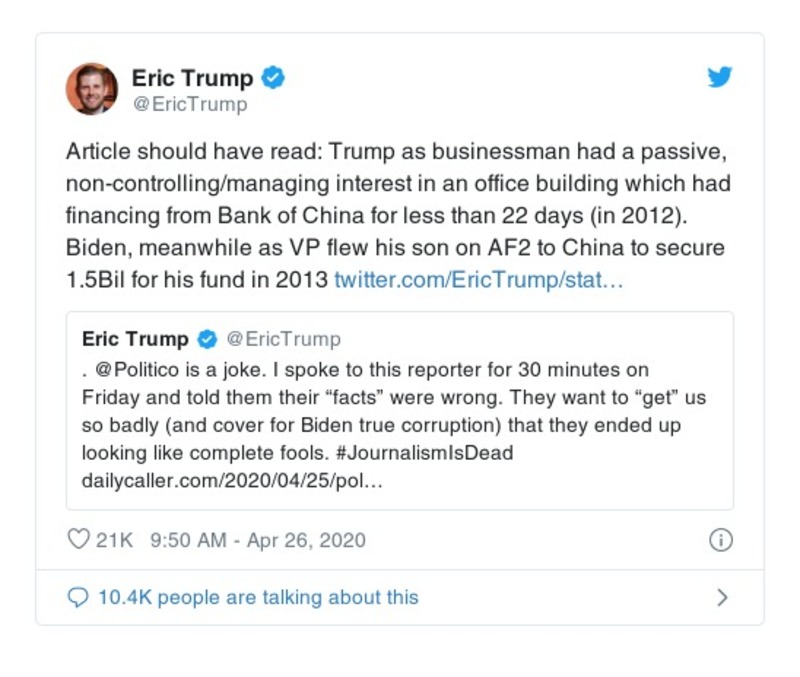 Eric Trump
@EricTrump
Article should have read: Trump as businessman had a passive,
non-controlling/managing interest in an office building which had
financing from Bank of China for less than 22 days (in 2012).
Biden, meanwhile as VP flew his son on AF2 to China to secure
1.5Bil for his fund in 2013 twitter.com/EricTrump/stat…
Eric Trump @EricTrump
. @Politico is a joke. I spoke to this reporter for 30 minutes on
Friday and told them their “facts” were wrong. They want to “get” us
so badly (and cover for Biden true corruption) that they ended up
looking like complete fools. #JournalismIsDead
dailycaller.com/2020/04/25/pol…
21K 9:50 AM - Apr 26, 2020
10.4K people are talking about this